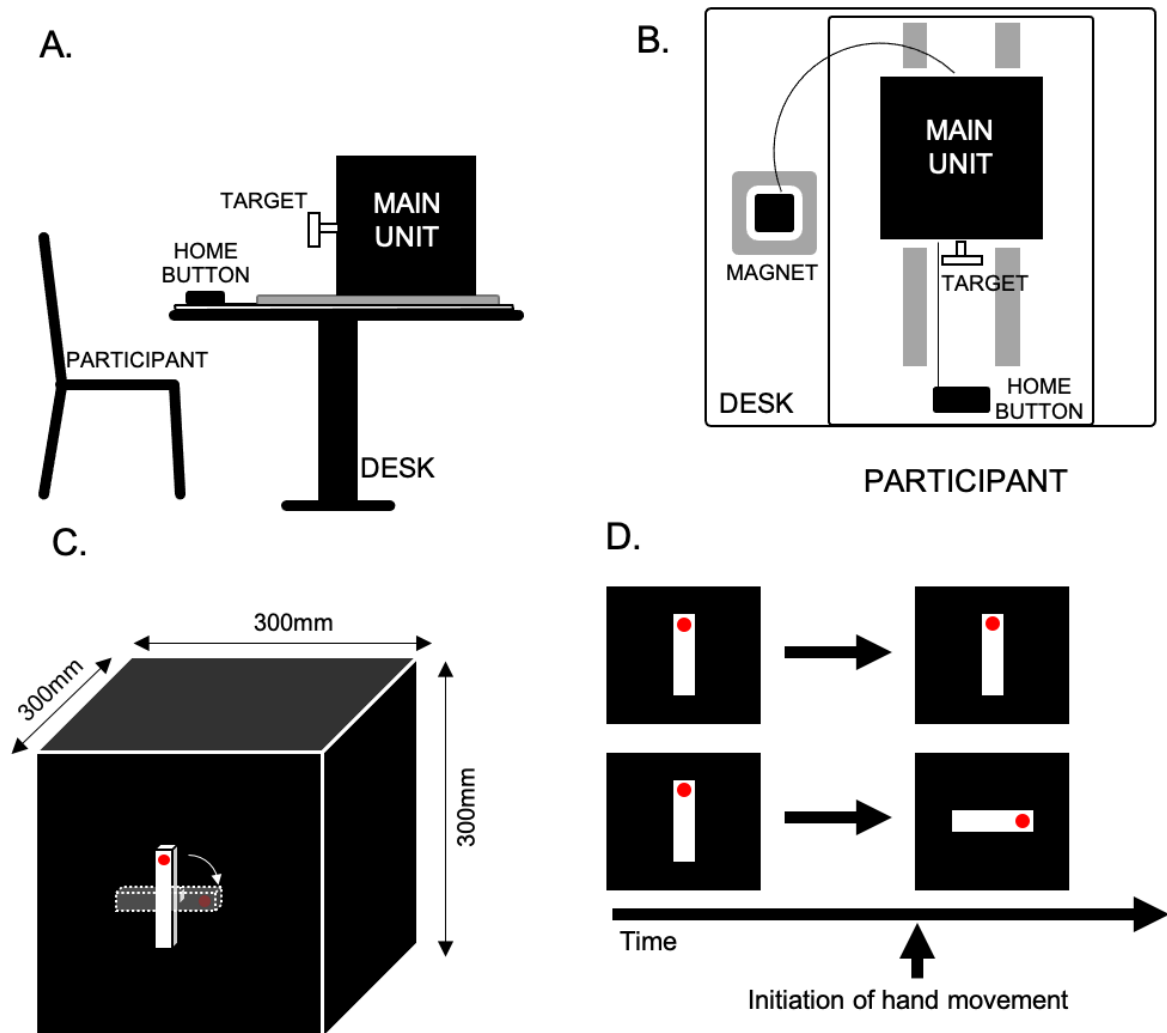 A.
TARGET
MAIN
UNIT
HOME
BUTTON
PARTICIPANT
DESK
B.
MAIN
UNIT
MAGNET
TARGET
DESK
HOME
BUTTON
PARTICIPANT
C.
300mm
300mm
300mm
D.
Time
Initiation of hand movement